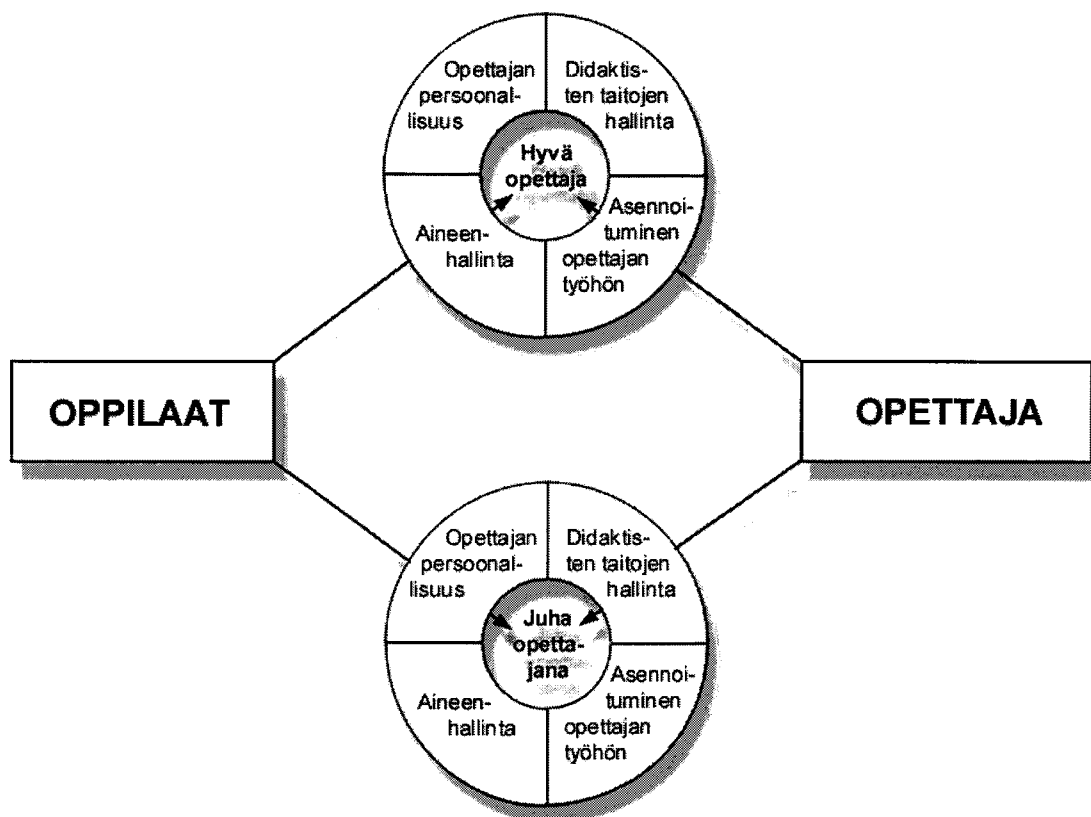 Opettajan
persoonal-
lisuus
Didaktis-
ten taitojen
hallinta
Hyvä
opettaja
Aineen-
hallinta
Asennoi-
tuminen
opettajan
työhön
OPPILAAT
OPETTAJA
Opettajan
persoonal-
lisuus
Didaktis-
ten taitojen
hallinta
Juha
opetta-
jana
Aineen-
hallinta
Asennoi-
tuminen
opettajan
työhön